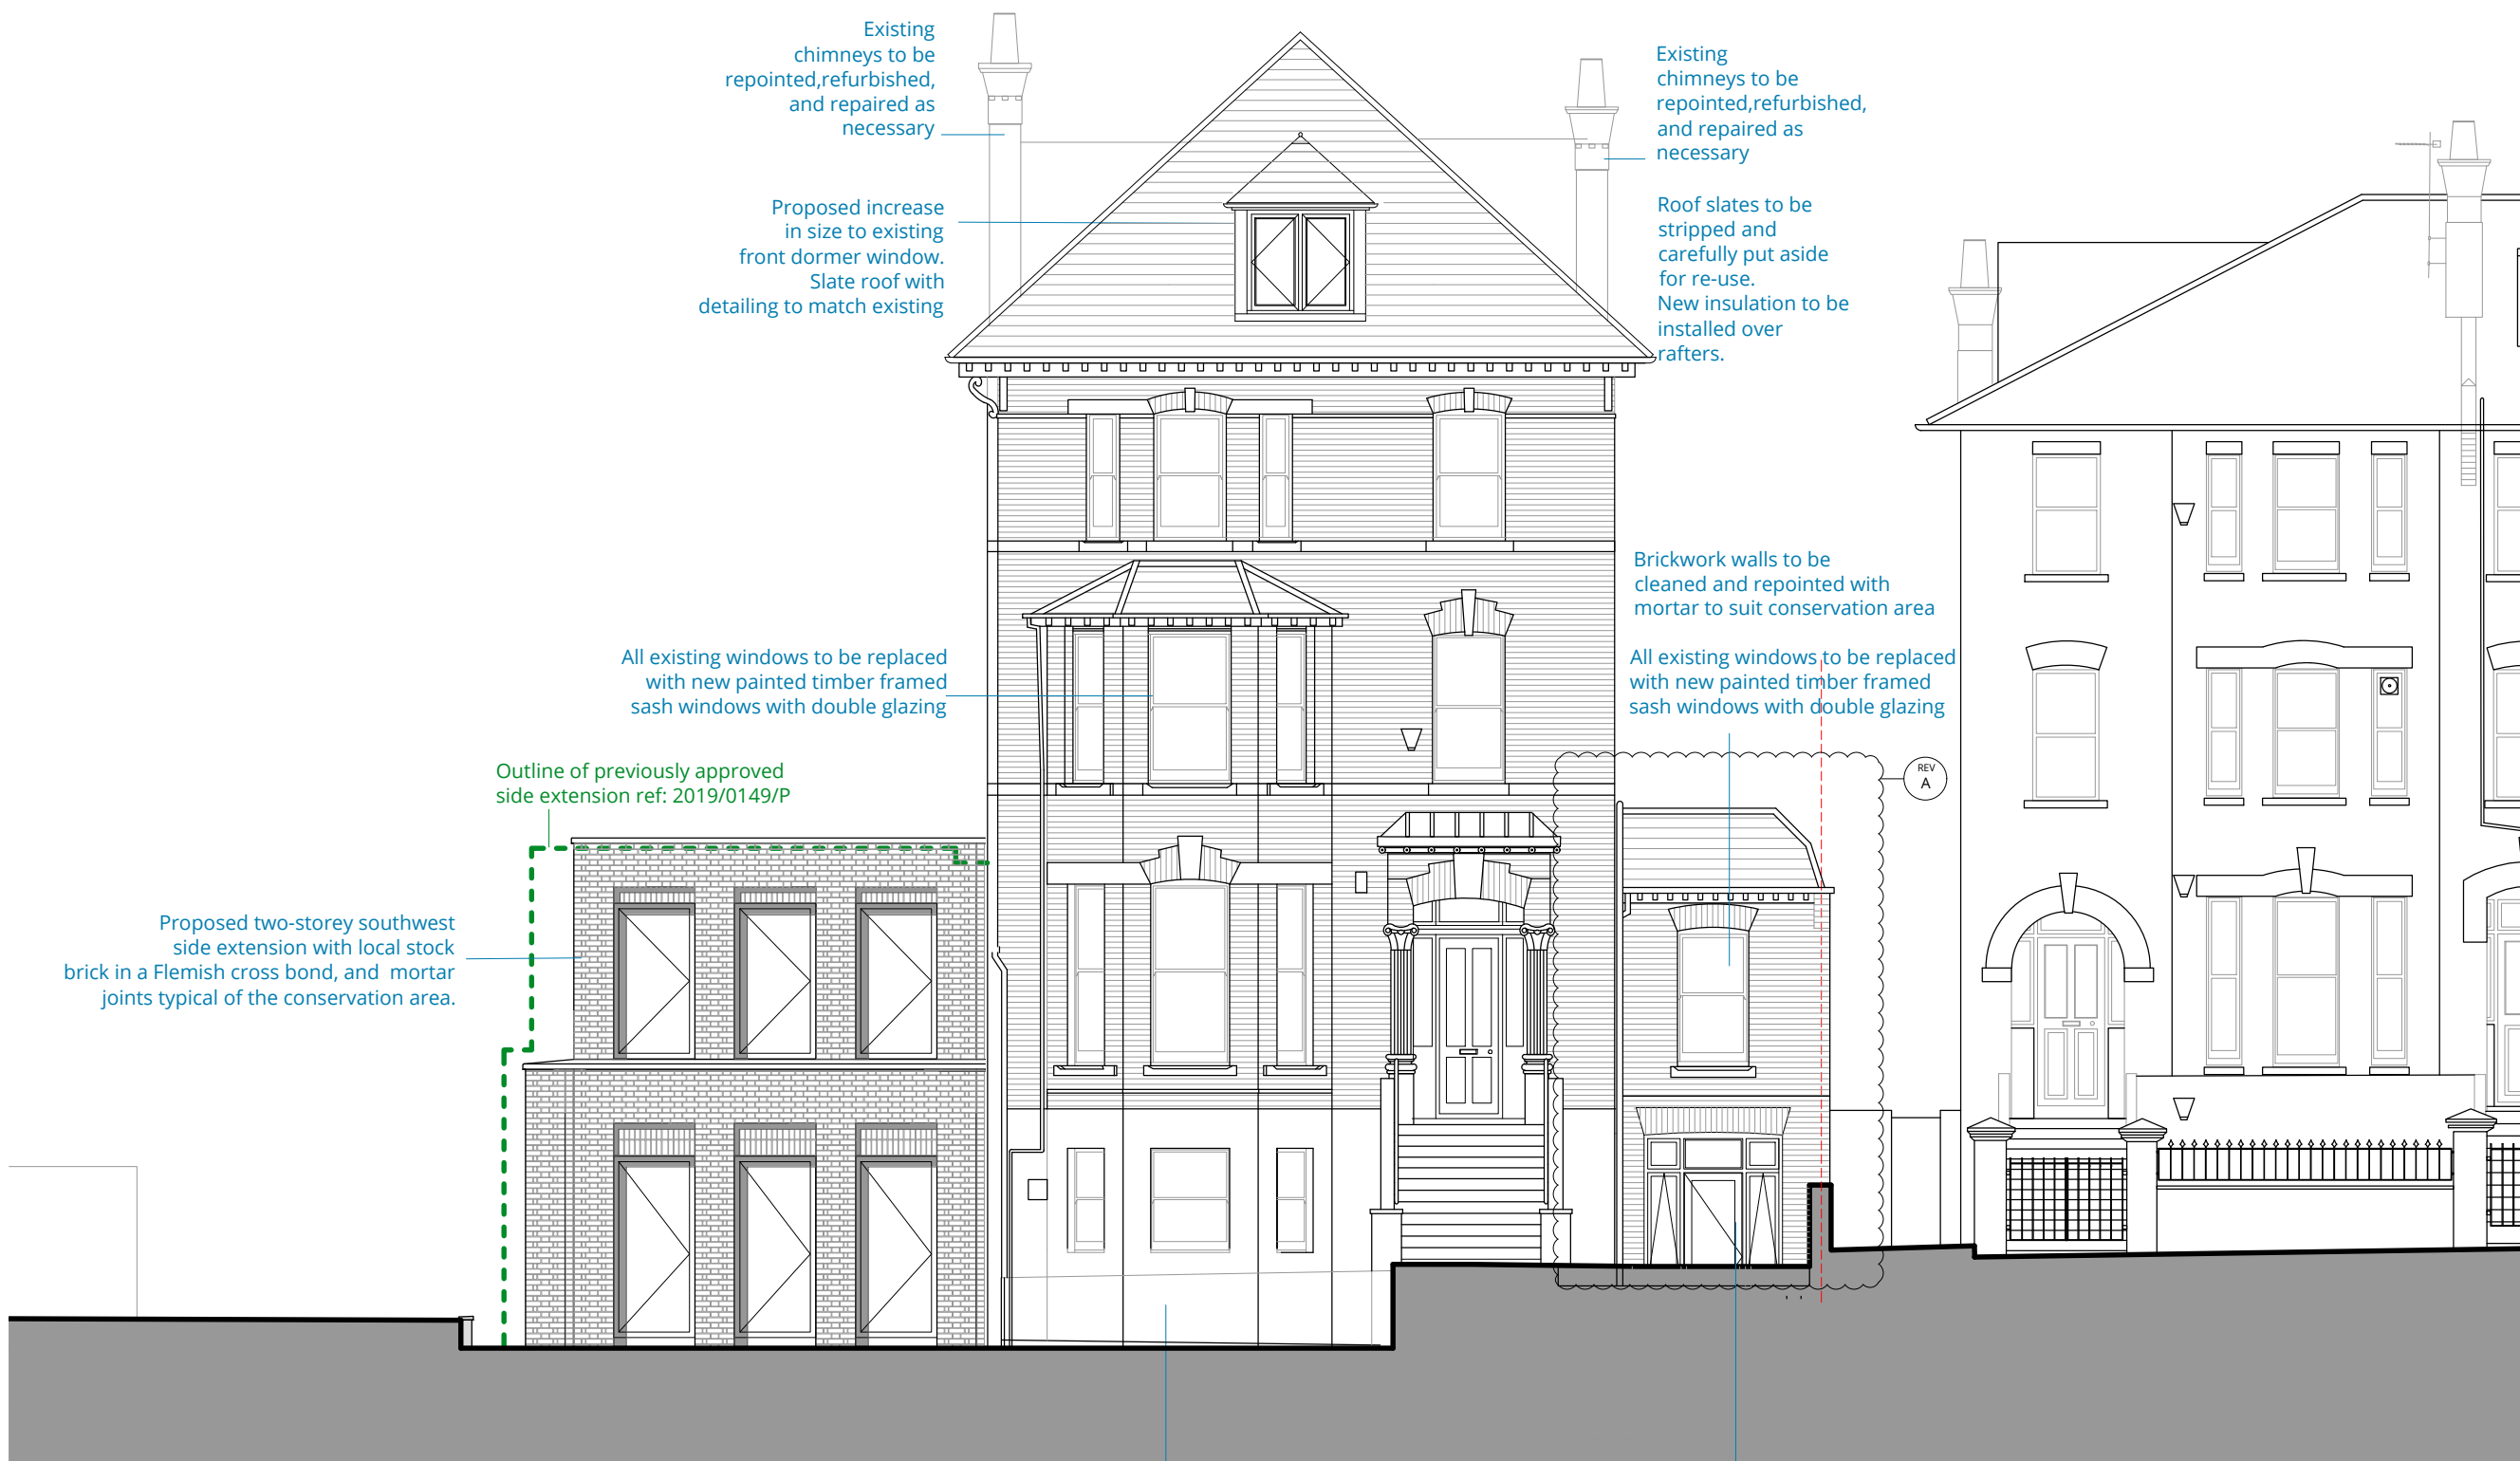 Existing
chimneys to be
repointed,refurbished,
and repaired as
necessary
Existing
chimneys to be
repointed,refurbished,
and repaired as
necessary
Proposed increase
in size to existing
front dormer window.
Slate roof with
detailing to match existing
Roof slates to be
stripped and
carefully put aside
for re-use.
New insulation to be
installed over
rafters.
Brickwork walls to be
cleaned and repointed with
mortar to suit conservation area
All existing windows to be replaced
with new painted timber framed
sash windows with double glazing
All existing windows to be replaced
with new painted timber framed
sash windows with double glazing
Outline of previously approved
side extension ref: 2019/0149/P
REV
A
Proposed two-storey southwest
side extension with local stock
brick in a Flemish cross bond, and mortar
joints typical of the conservation area.